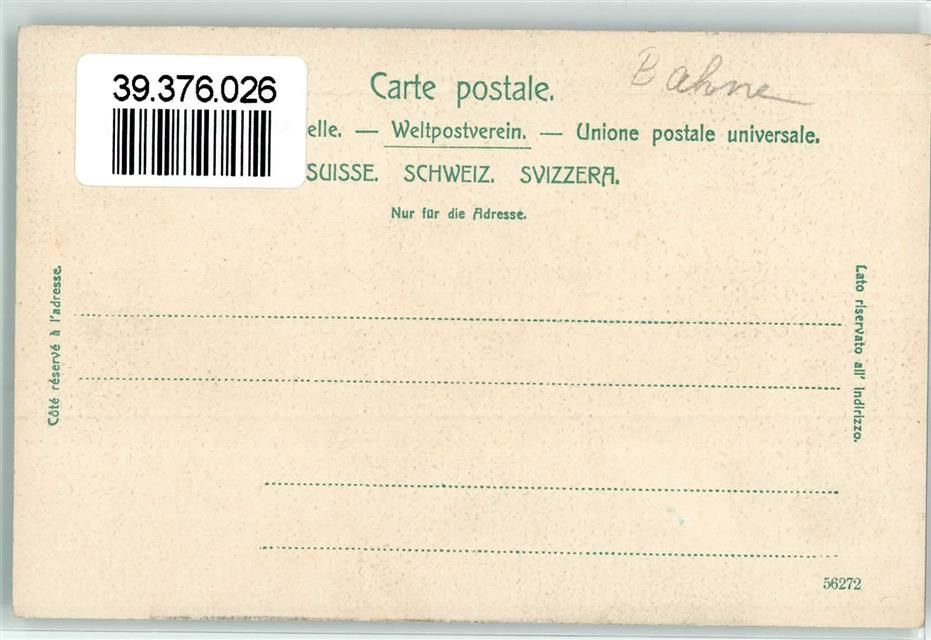 39.376.026
Carte postale.
Bahne
elle. — Weltpostverein. — Unione postale universale.
SUISSE. SCHWEIZ. SVIZZERA.
Nur für die Adresse.
Côté réservé à l'adresse.
Lato riservato all' indirizzo.
56272